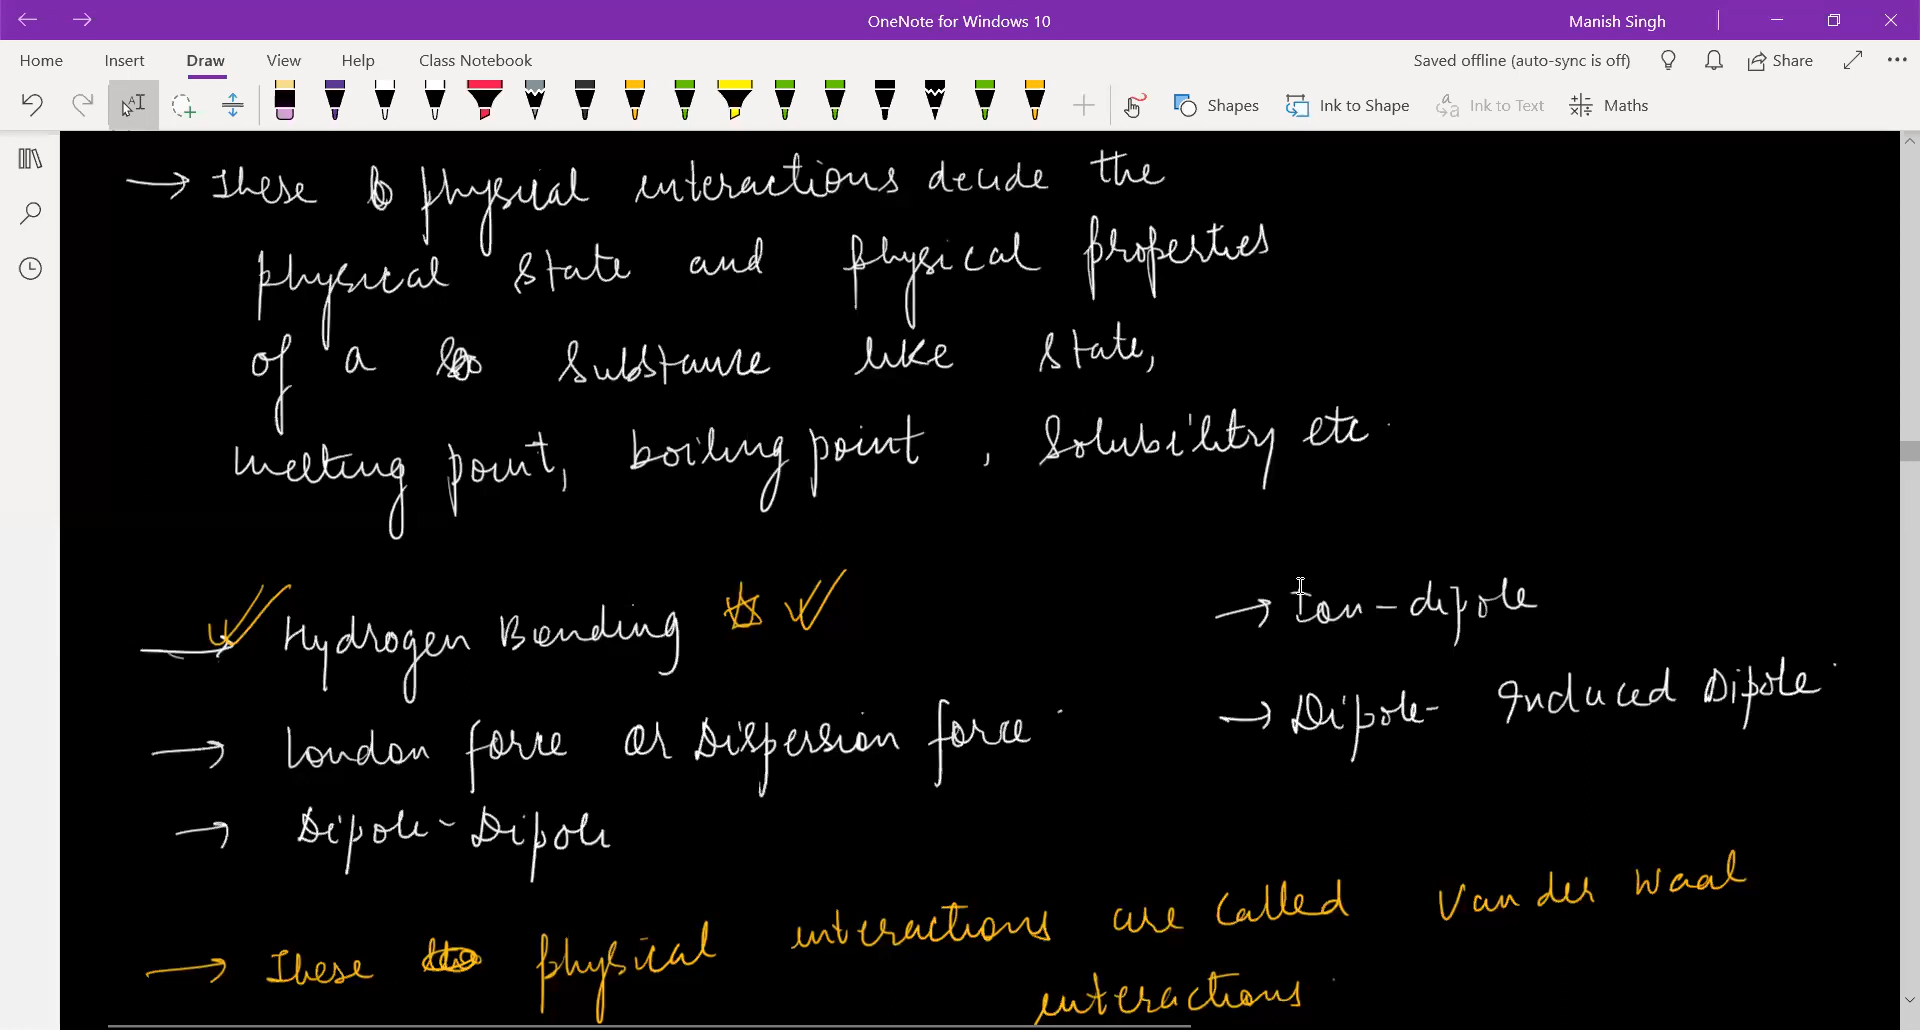 OneNote for Windows 10
Manish Singh
Home Insert Draw View Help Class Notebook
Saved offline (auto-sync is off) Share
Shapes Ink to Shape Ink to Text Maths
→ These physical interactions decide the
physical state and physical properties
of a substance like state,
melting point, boiling point, Solubility etc.
→ Hydrogen Bonding
→ London force or Dispersion force.
→ Dipole-Dipole
→ Ion-dipole
→ Dipole- Induced Dipole.
→ These physical interactions are called Van der Waal
interactions.